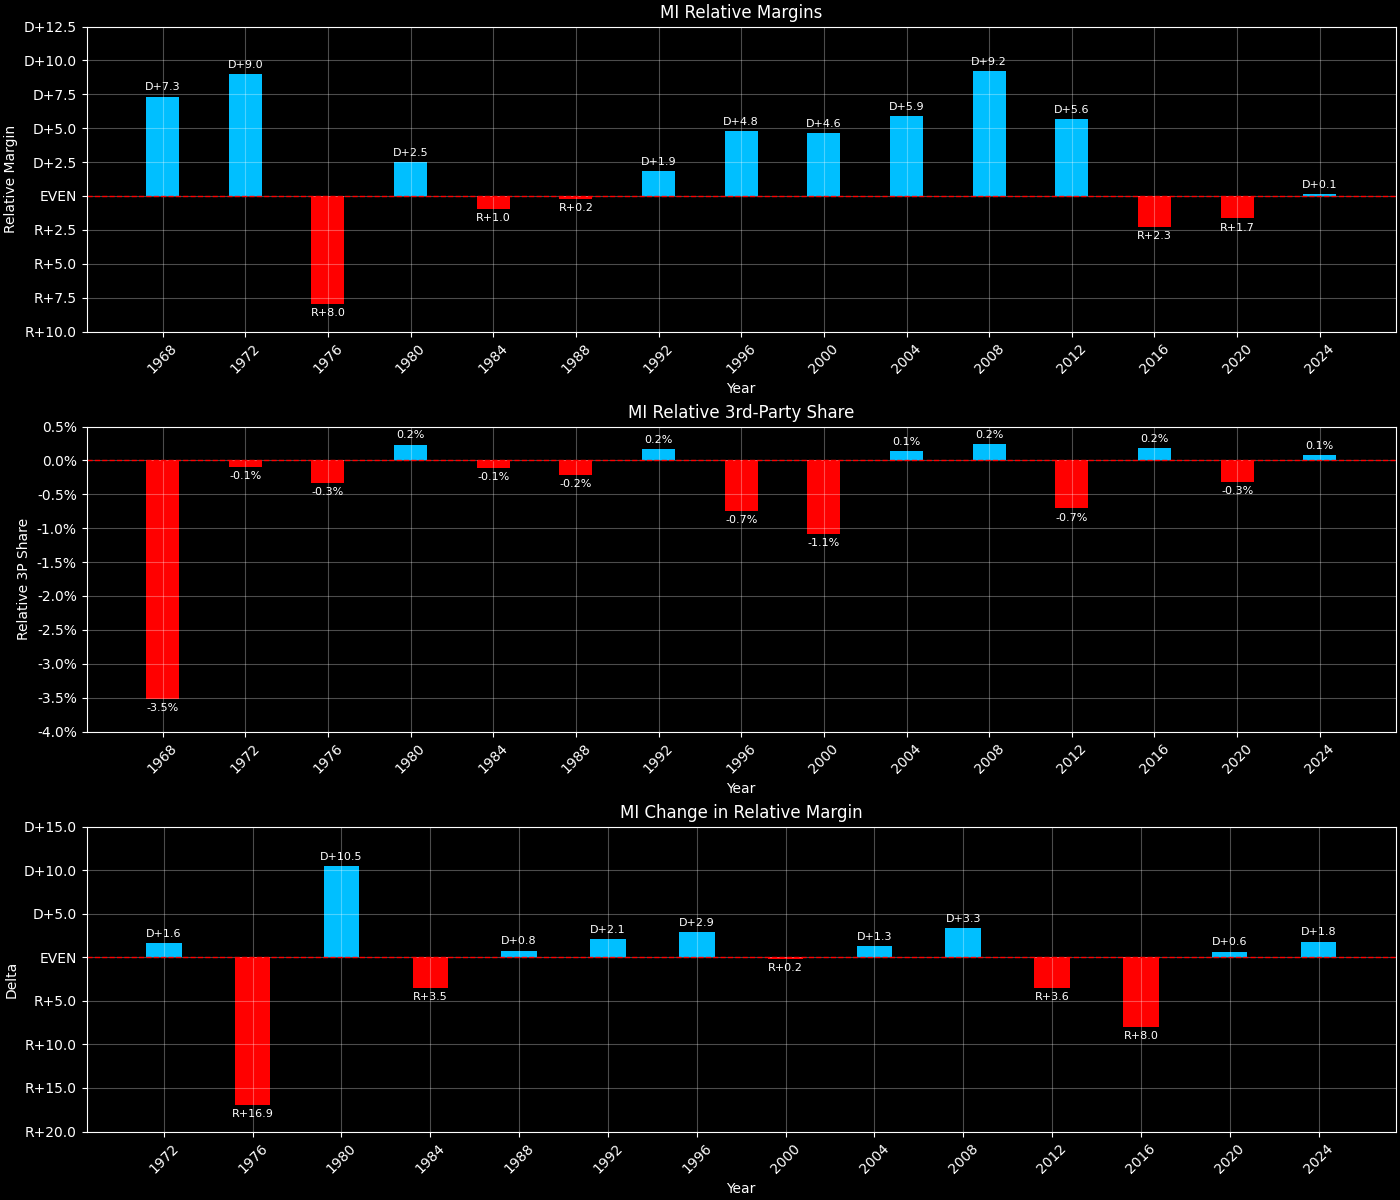 MI Relative Margins
Relative Margin
D+12.5
D+10.0
D+7.5
D+5.0
D+2.5
EVEN
R+2.5
R+5.0
R+7.5
R+10.0
D+7.3
D+9.0
R+8.0
D+2.5
R+1.0
R+0.2
D+1.9
D+4.8
D+4.6
D+5.9
D+9.2
D+5.6
R+2.3
R+1.7
D+0.1
1968 1972 1976 1980 1984 1988 1992 1996 2000 2004 2008 2012 2016 2020 2024
Year
MI Relative 3rd-Party Share
Relative 3P Share
0.5%
0.0%
-0.5%
-1.0%
-1.5%
-2.0%
-2.5%
-3.0%
-3.5%
-4.0%
-3.5%
-0.1%
-0.3%
0.2%
-0.1%
-0.2%
0.2%
-0.7%
-1.1%
0.1%
0.2%
-0.7%
0.2%
-0.3%
0.1%
1968 1972 1976 1980 1984 1988 1992 1996 2000 2004 2008 2012 2016 2020 2024
Year
MI Change in Relative Margin
Delta
D+15.0
D+10.0
D+5.0
EVEN
R+5.0
R+10.0
R+15.0
R+20.0
D+1.6
R+16.9
D+10.5
R+3.5
D+0.8
D+2.1
D+2.9
R+0.2
D+1.3
D+3.3
R+3.6
R+8.0
D+0.6
D+1.8
1972 1976 1980 1984 1988 1992 1996 2000 2004 2008 2012 2016 2020 2024
Year